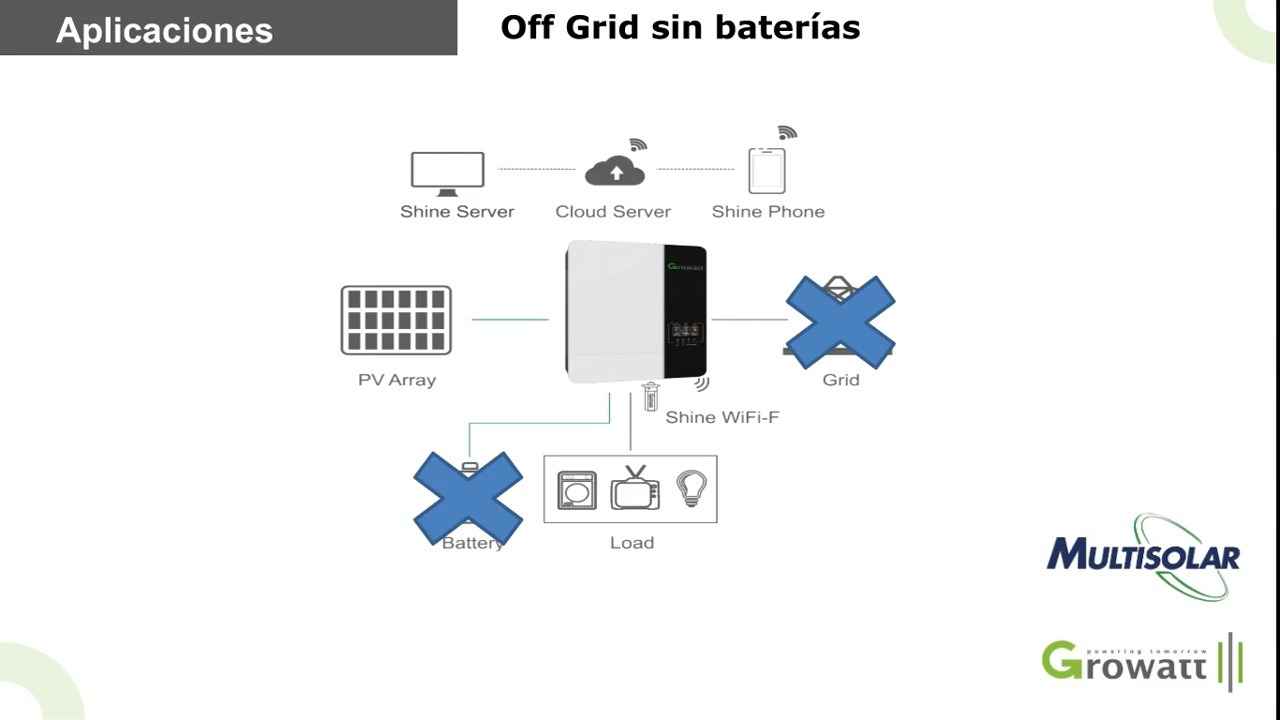 Aplicaciones
Off Grid sin baterías
Shine Server
Cloud Server
Shine Phone
Growatt
PV Array
Grid
Shine WiFi-F
Battery
Load
MULTISOLAR
powering tomorrow
Growatt